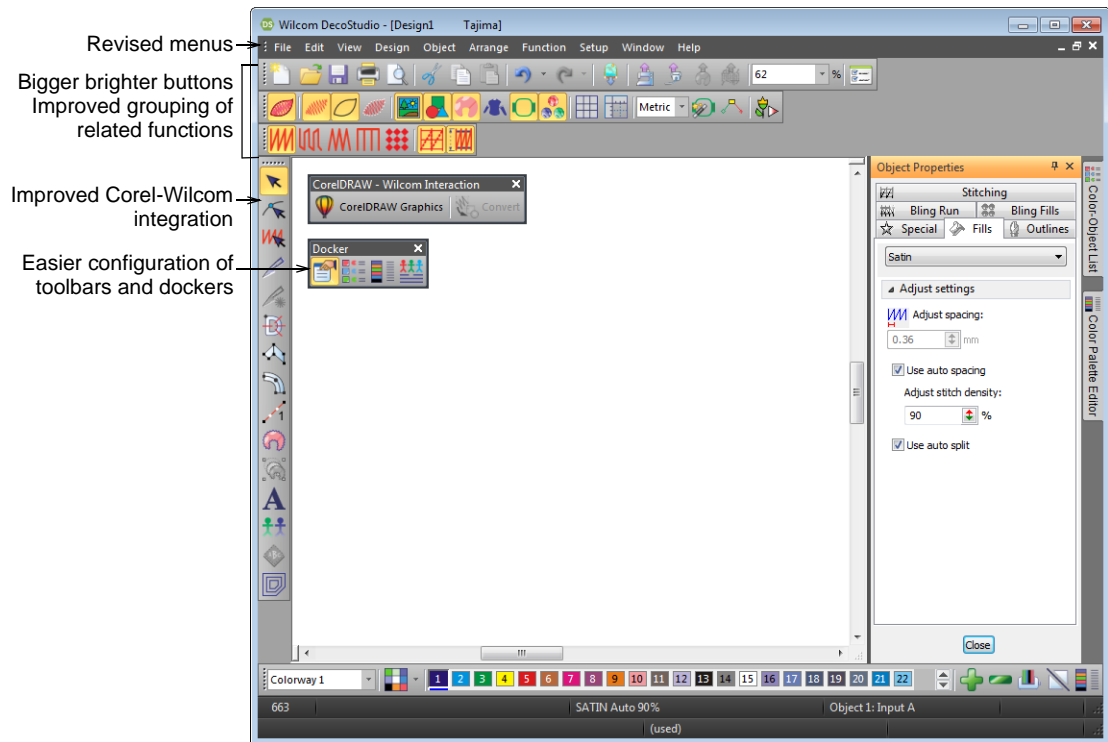 Wilcom DecoStudio - [Design1 Tajima]
Revised menus
File Edit View Design Object Arrange Function Setup Window Help
Bigger brighter buttons
Improved grouping of
related functions
62 %
Metric
Improved Corel-Wilcom
integration
CorelDRAW - Wilcom Interaction
CorelDRAW Graphics Convert
Easier configuration of
toolbars and dockers
Docker
1
A
Object Properties
Stitching
Bling Run Bling Fills
Special Fills Outlines
Satin
Adjust settings
Adjust spacing:
0.36 mm
Use auto spacing
Adjust stitch density:
90 %
Use auto split
Close
Color-Object List
Color Palette Editor
Colorway 1 1 2 3 4 5 6 7 8 9 10 11 12 13 14 15 16 17 18 19 20 21 22
663 SATIN Auto 90% Object 1: Input A
(used)